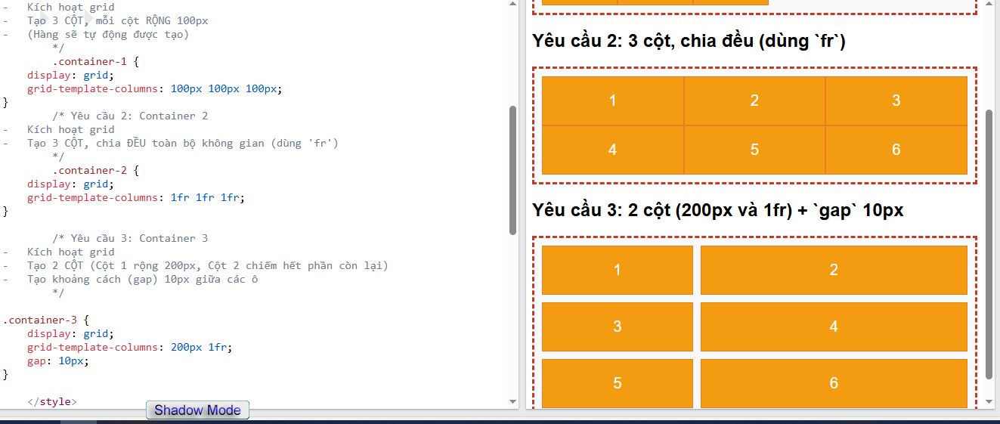 -   Kích hoạt grid
-   Tạo 3 CỘT, mỗi cột RỘNG 100px
-   (Hàng sẽ tự động được tạo)
        */
        .container-1 {
    display: grid;
    grid-template-columns: 100px 100px 100px;
}
        /* Yêu cầu 2: Container 2
-   Kích hoạt grid
-   Tạo 3 CỘT, chia ĐỀU toàn bộ không gian (dùng 'fr')
        */
        .container-2 {
    display: grid;
    grid-template-columns: 1fr 1fr 1fr;
}
        /* Yêu cầu 3: Container 3
-   Kích hoạt grid
-   Tạo 2 CỘT (Cột 1 rộng 200px, Cột 2 chiếm hết phần còn lại)
-   Tạo khoảng cách (gap) 10px giữa các ô
        */
.container-3 {
    display: grid;
    grid-template-columns: 200px 1fr;
    gap: 10px;
}
    </style>
Shadow Mode
Yêu cầu 2: 3 cột, chia đều (dùng `fr`)
1 2 3
4 5 6
Yêu cầu 3: 2 cột (200px và 1fr) + `gap` 10px
1 2
3 4
5 6